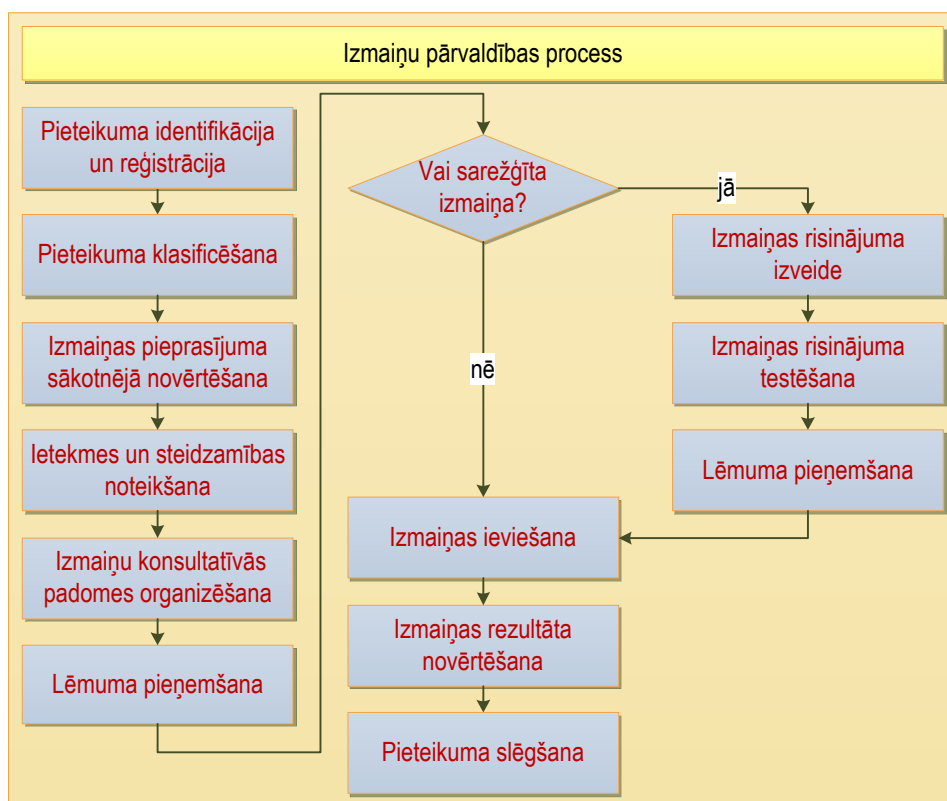 Izmaiņu pārvaldības process
Pieteikuma identifikācija
un reģistrācija
Pieteikuma klasificēšana
Izmaiņas pieprasījuma
sākotnējā novērtēšana
Ietekmes un steidzamības
noteikšana
Izmaiņu konsultatīvās
padomes organizēšana
Lēmuma pieņemšana
Vai sarežģīta
izmaiņa?
jā
nē
Izmaiņas risinājuma
izveide
Izmaiņas risinājuma
testēšana
Lēmuma pieņemšana
Izmaiņas ieviešana
Izmaiņas rezultāta
novērtēšana
Pieteikuma slēgšana